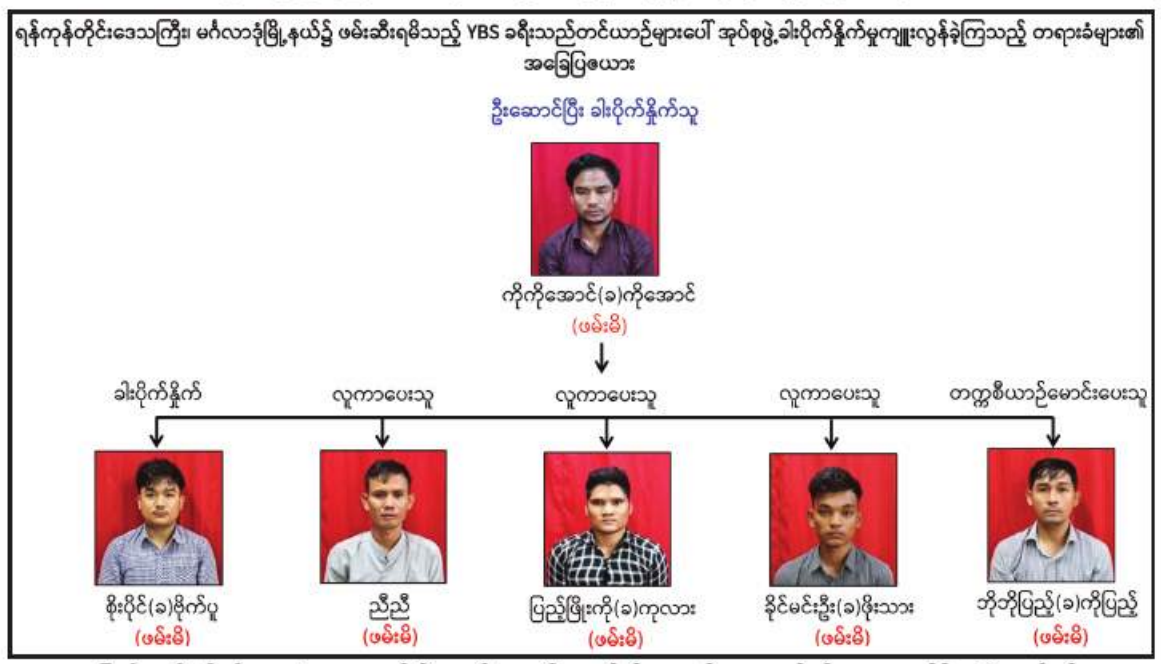 ရန်ကုန်တိုင်းဒေသကြီး၊ မင်္ဂလာဒုံမြို့နယ်၌ ဖမ်းဆီးရမိသည့် YBS ခရီးသည်တင်ယာဉ်များပေါ် အုပ်စုဖွဲ့ခါးပိုက်နှိုက်မှုကျူးလွန်ခဲ့ကြသည့် တရားခံများ၏
အခြေပြဇယား
ဦးဆောင်ပြီး ခါးပိုက်နှိုက်သူ
ကိုကိုအောင်(ခ)ကိုအောင်
(ဖမ်းမိ)
ခါးပိုက်နှိုက် လူကာပေးသူ လူကာပေးသူ လူကာပေးသူ တက္ကစီယာဉ်မောင်းပေးသူ
စိုးပိုင်(ခ)ဗိုက်ပူ ညီညီ ပြည့်ဖြိုးကို(ခ)ကုလား ခိုင်မင်းဦး(ခ)ဖိုးသား ဘိုဘိုပြည့်(ခ)ကိုပြည့်
(ဖမ်းမိ) (ဖမ်းမိ) (ဖမ်းမိ) (ဖမ်းမိ) (ဖမ်းမိ)